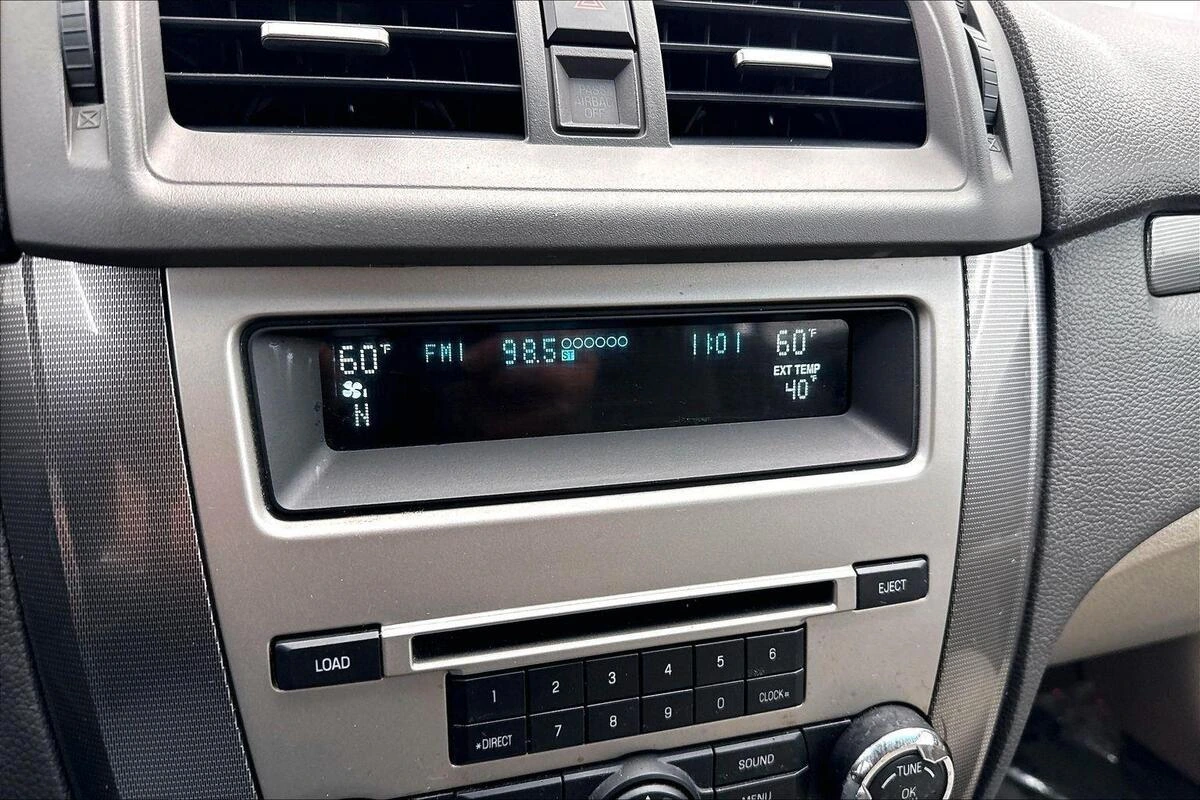 PASS
AIRBAG
OFF
60°F FM1 98.5 ST 11:01 60°F
EXT TEMP
40°F
1
N
EJECT
LOAD
1 2 3 4 5 6
*DIRECT 7 8 9 0 CLOCK
SOUND
MENU
TUNE
OK